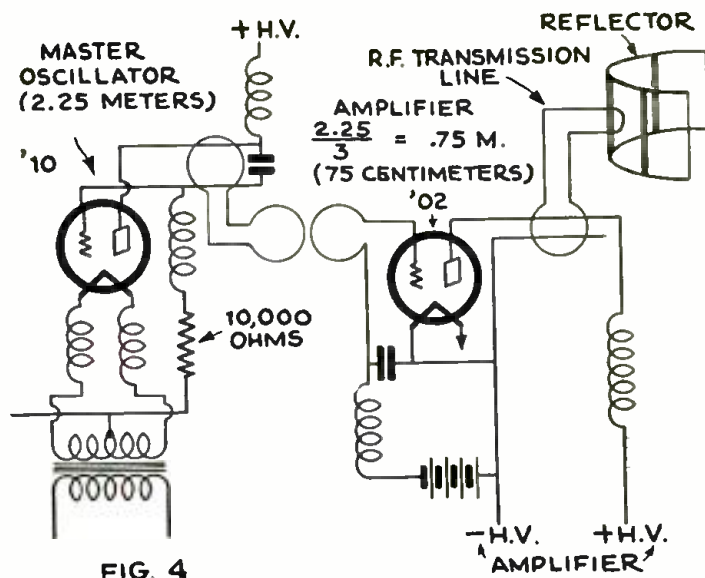 + H.V.
MASTER
OSCILLATOR
(2.25 METERS)
'10
10,000
OHMS
REFLECTOR
R.F. TRANSMISSION
LINE
AMPLIFIER
2.25
3
= .75 M.
(75 CENTIMETERS)
'02
- H.V.
+ H.V.
AMPLIFIER
FIG. 4